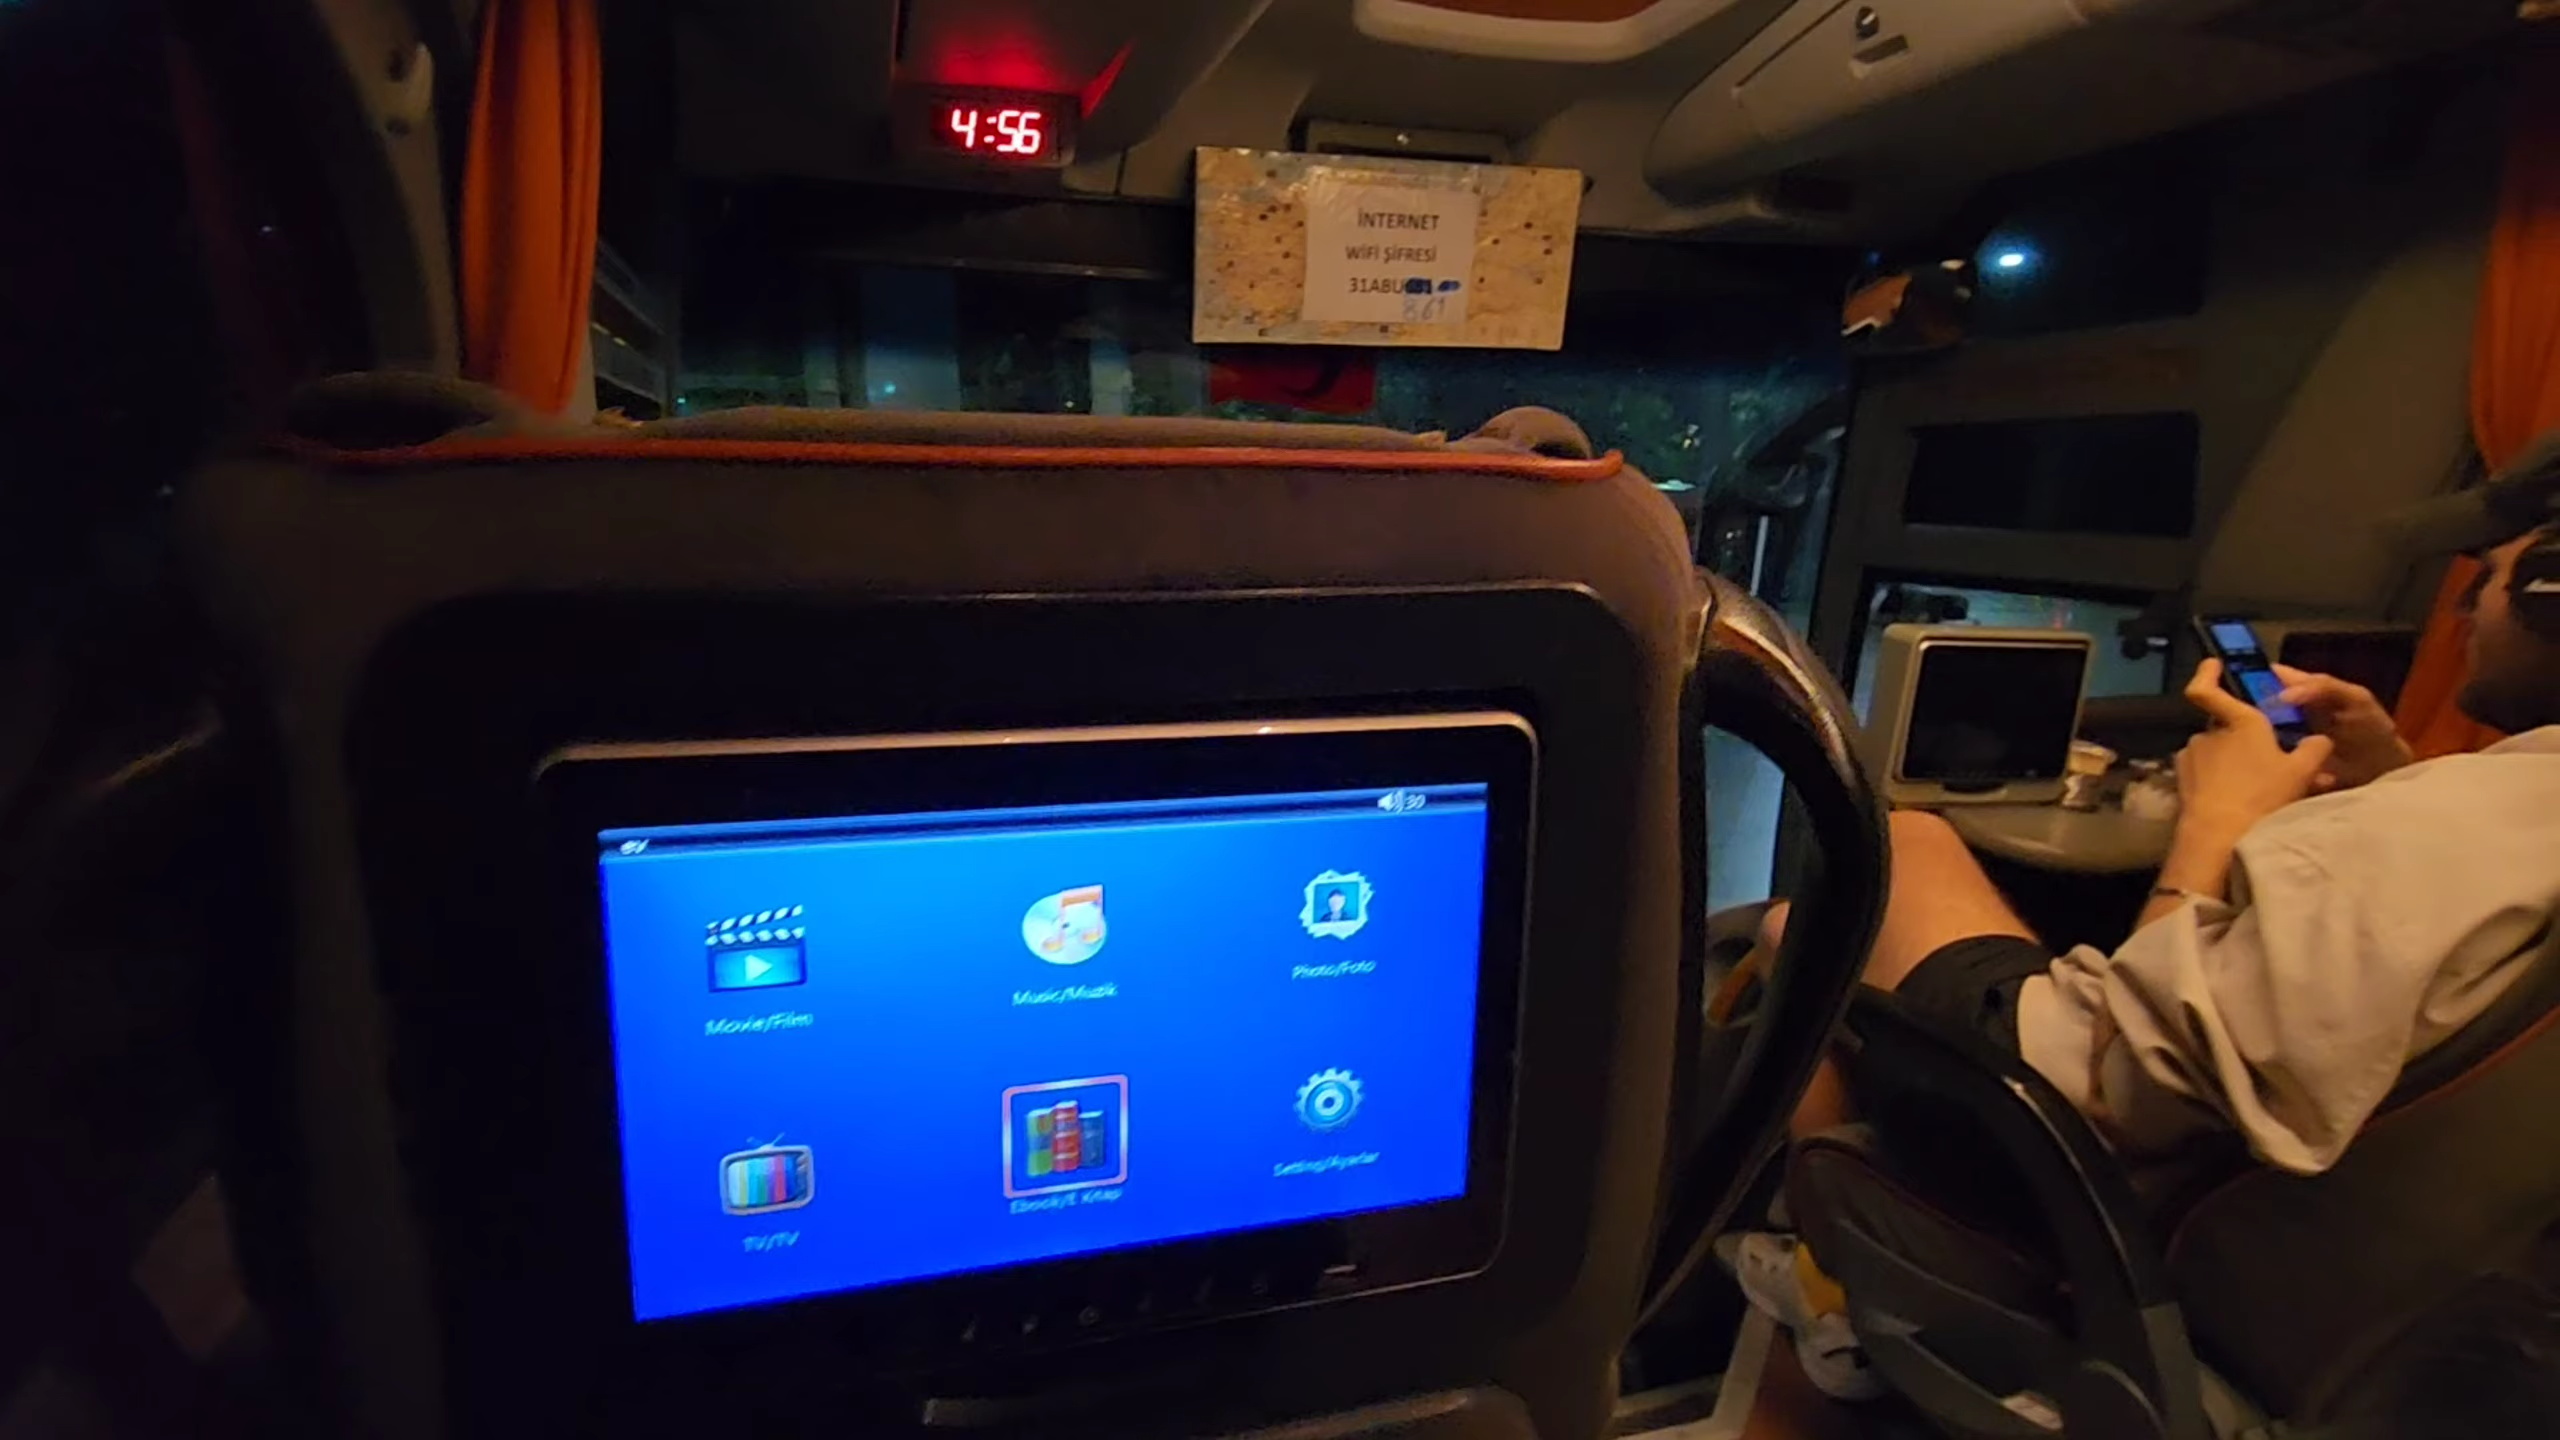 4:56
İNTERNET
WİFİ ŞİFRESİ
31ABU
861
ev
30
Movie/Film
Music/Muzik
Photo/Foto
TV/TV
Ebook/E Kitap
Setting/Ayarlar